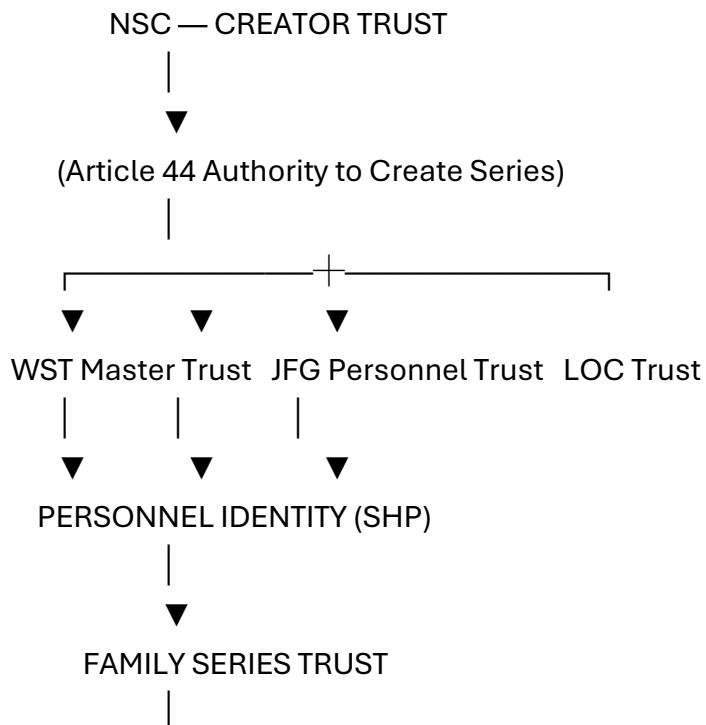 NSC — CREATOR TRUST
│
▼
(Article 44 Authority to Create Series)
│
┌──────────────┼──────────────┐
▼ ▼ ▼
WST Master Trust JFG Personnel Trust LOC Trust
│ │ │
▼ ▼ ▼
PERSONNEL IDENTITY (SHP)
│
▼
FAMILY SERIES TRUST
│